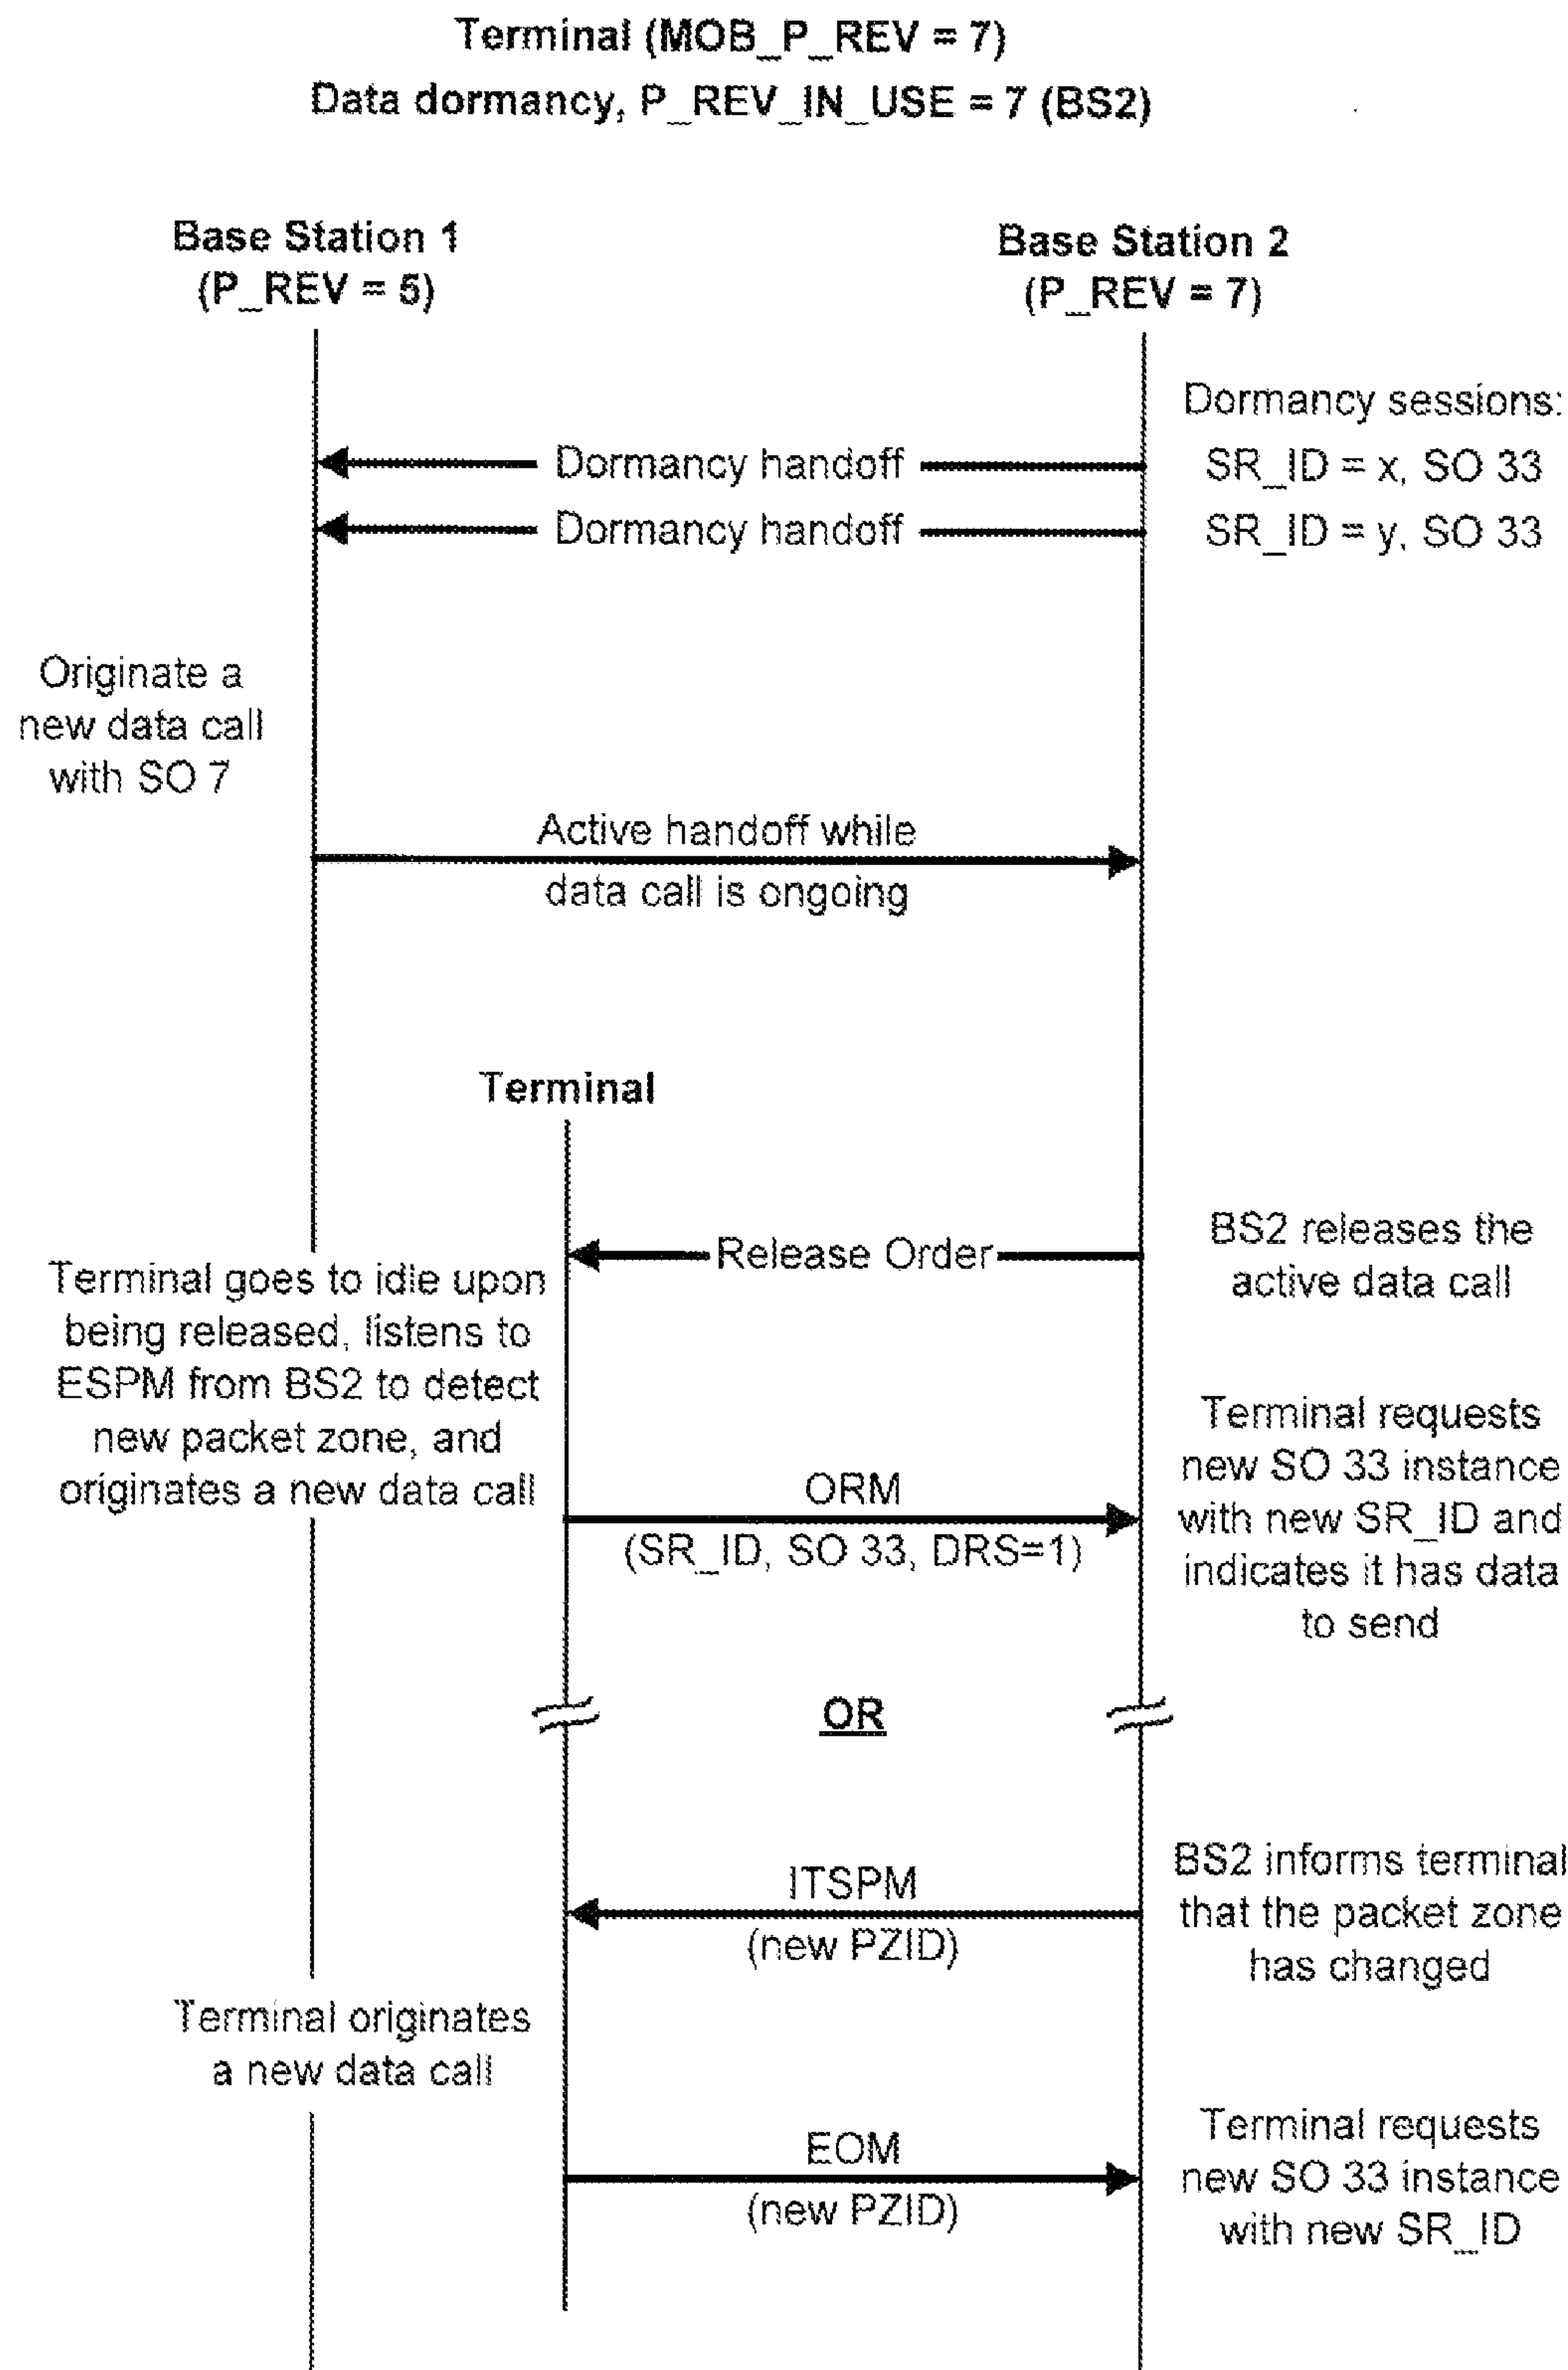 Terminal (MOB_P_REV = 7)
Data dormancy, P_REV_IN_USE = 7 (BS2)
Base Station 1
(P_REV = 5)
Base Station 2
(P_REV = 7)
Dormancy sessions:
Dormancy handoff
SR_ID = x, SO 33
Dormancy handoff
SR_ID = y, SO 33
Originate a
new data call
with SO 7
Active handoff while
data call is ongoing
Terminal
Release Order
BS2 releases the
active data call
Terminal goes to idle upon
being released, listens to
ESPM from BS2 to detect
new packet zone, and
originates a new data call
ORM
(SR_ID, SO 33, DRS=1)
Terminal requests
new SO 33 instance
with new SR_ID and
indicates it has data
to send
OR
ITSPM
(new PZID)
BS2 informs terminal
that the packet zone
has changed
Terminal originates
a new data call
EOM
(new PZID)
Terminal requests
new SO 33 instance
with new SR_ID